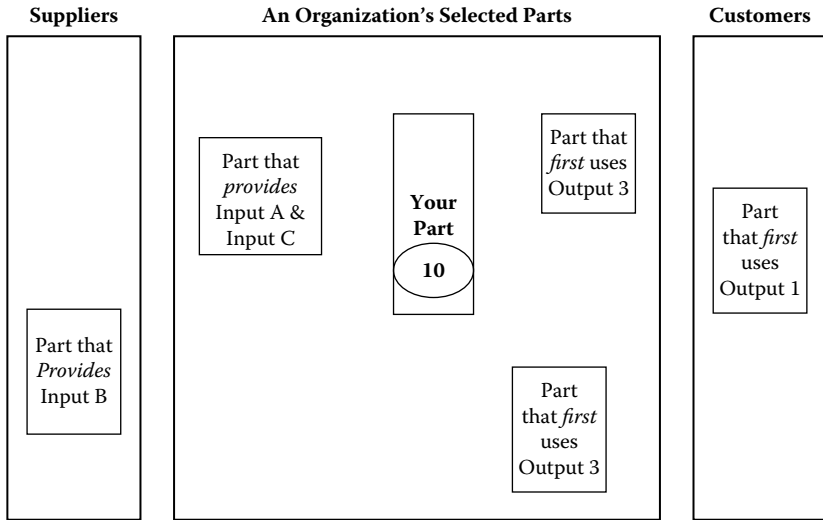 Suppliers
An Organization’s Selected Parts
Customers
Part that
provides
Input A &
Input C
Your
Part
10
Part that
first uses
Output 3
Part
that first
uses
Output 1
Part that
Provides
Input B
Part
that first
uses
Output 3